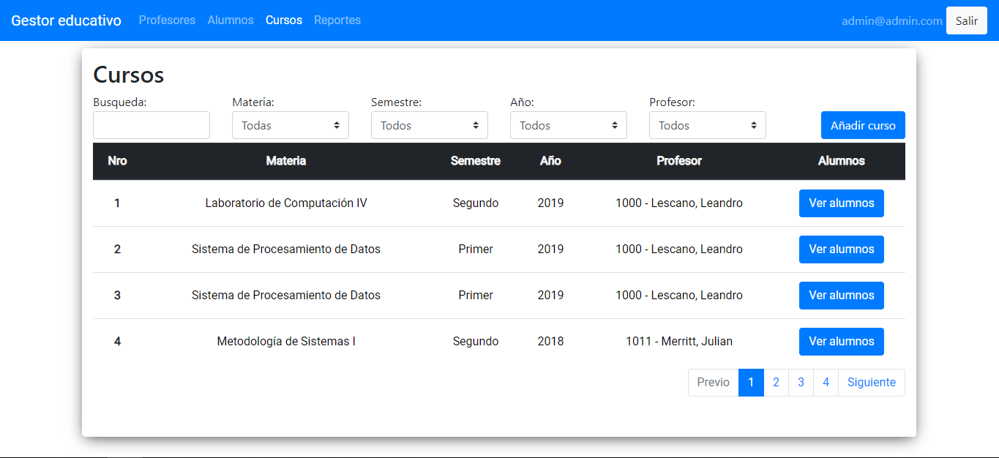 Gestor educativo Profesores Alumnos Cursos Reportes admin@admin.com Salir
Cursos
Busqueda: Materia: Semestre: Año: Profesor:
Todas Todos Todos Todos Añadir curso
Nro Materia Semestre Año Profesor Alumnos
1 Laboratorio de Computación IV Segundo 2019 1000 - Lescano, Leandro Ver alumnos
2 Sistema de Procesamiento de Datos Primer 2019 1000 - Lescano, Leandro Ver alumnos
3 Sistema de Procesamiento de Datos Primer 2019 1000 - Lescano, Leandro Ver alumnos
4 Metodología de Sistemas I Segundo 2018 1011 - Merritt, Julian Ver alumnos
Previo 1 2 3 4 Siguiente